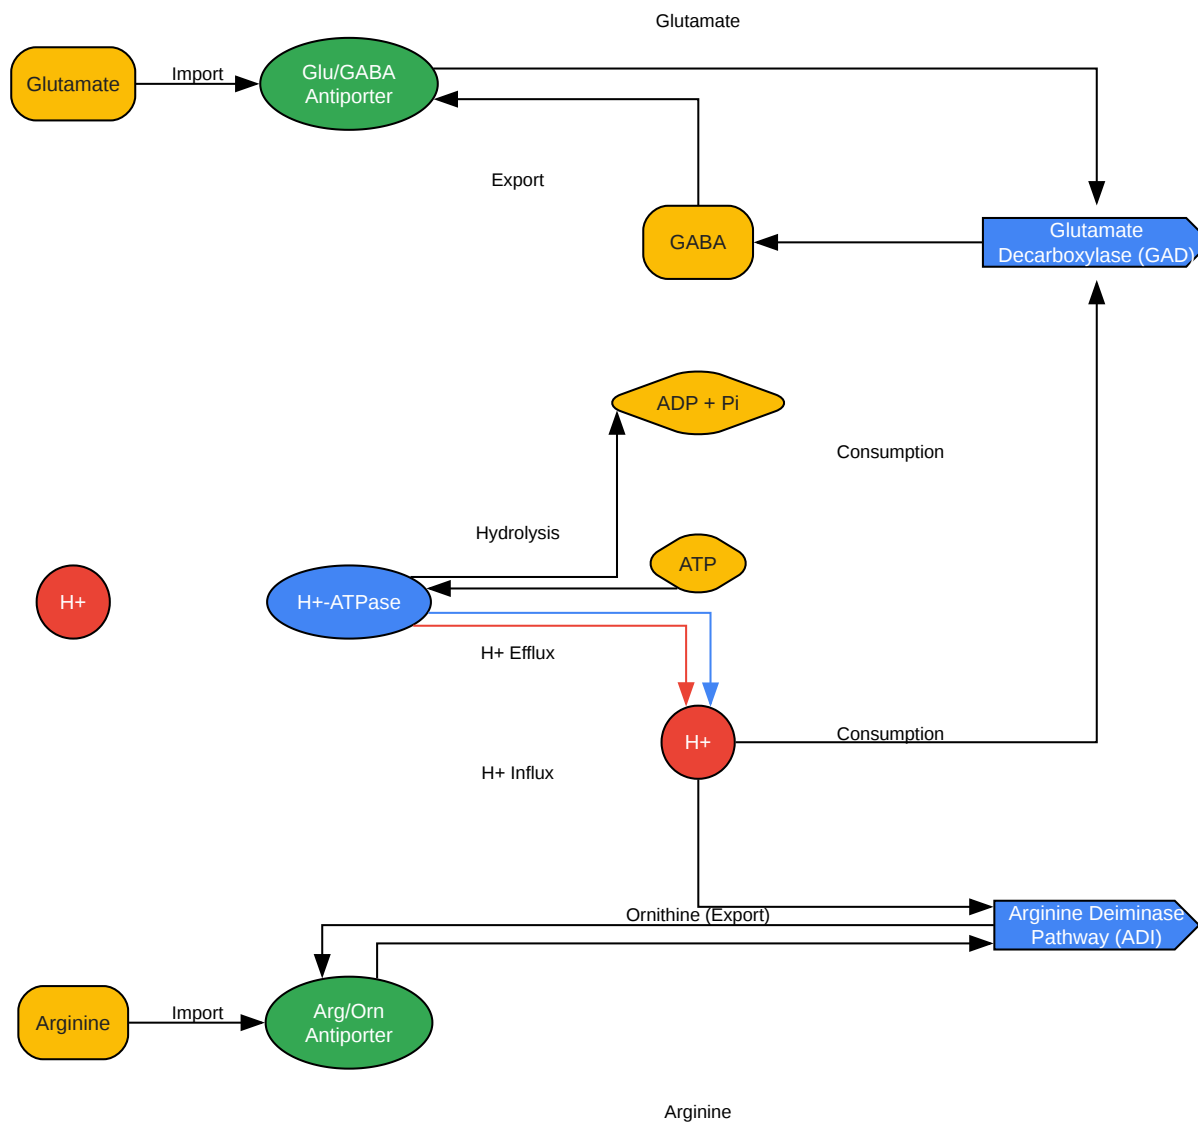 Glutamate
Glutamate
Import
Glu/GABA
Antiporter
Export
GABA
Glutamate
Decarboxylase (GAD)
ADP + Pi
Consumption
Hydrolysis
ATP
H+
H+-ATPase
H+ Efflux
H+
Consumption
H+ Influx
Ornithine (Export)
Arginine Deiminase
Pathway (ADI)
Arginine
Import
Arg/Orn
Antiporter
Arginine